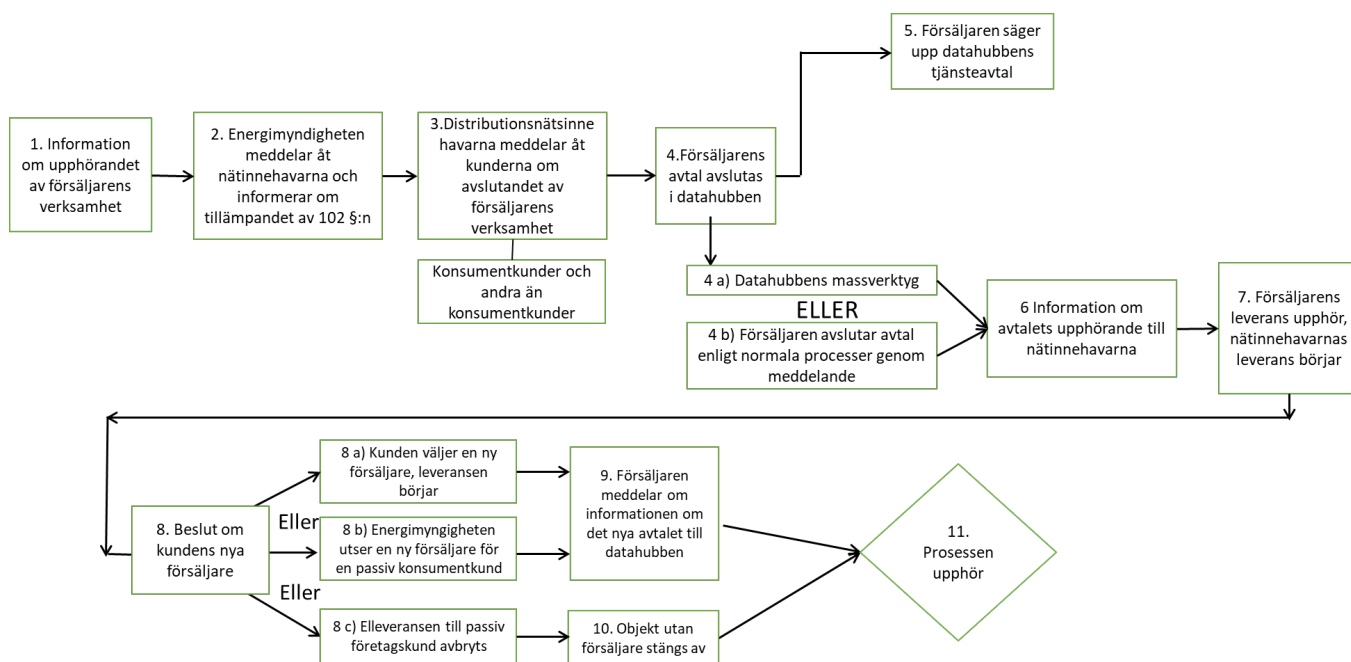 1. Information
om upphörandet
av försäljarens
verksamhet
2. Energimyndigheten
meddelar åt
nätinnehavarna och
informerar om
tillämpandet av 102 §:n
3.Distributionsnätsinne
havarna meddelar åt
kunderna om
avslutandet av
försäljarens
verksamhet
Konsumentkunder och
andra än
konsumentkunder
4.Försäljarens
avtal avslutas
i datahubben
5. Försäljaren säger
upp datahubbens
tjänsteavtal
4 a) Datahubbens massverktyg
ELLER
4 b) Försäljaren avslutar avtal
enligt normala processer genom
meddelande
6 Information om
avtalets upphörande till
nätinnehavarna
7. Försäljarens
leverans upphör,
nätinnehavarnas
leverans börjar
8. Beslut om
kundens nya
försäljare
8 a) Kunden väljer en ny
försäljare, leveransen
börjar
Eller
8 b) Energimyngigheten
utser en ny försäljare för
en passiv konsumentkund
Eller
8 c) Elleveransen till passiv
företagskund avbryts
9. Försäljaren
meddelar om
informationen om
det nya avtalet till
datahubben
10. Objekt utan
försäljare stängs av
11.
Prosessen
upphör